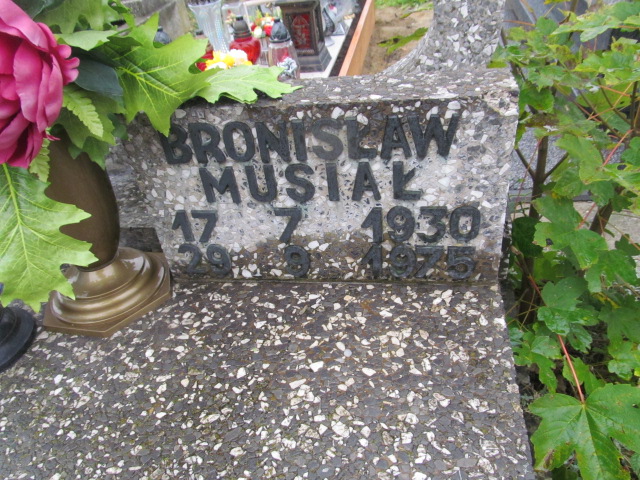 BRONISŁAW
MUSIAŁ
17 7 1930
29 9 1975